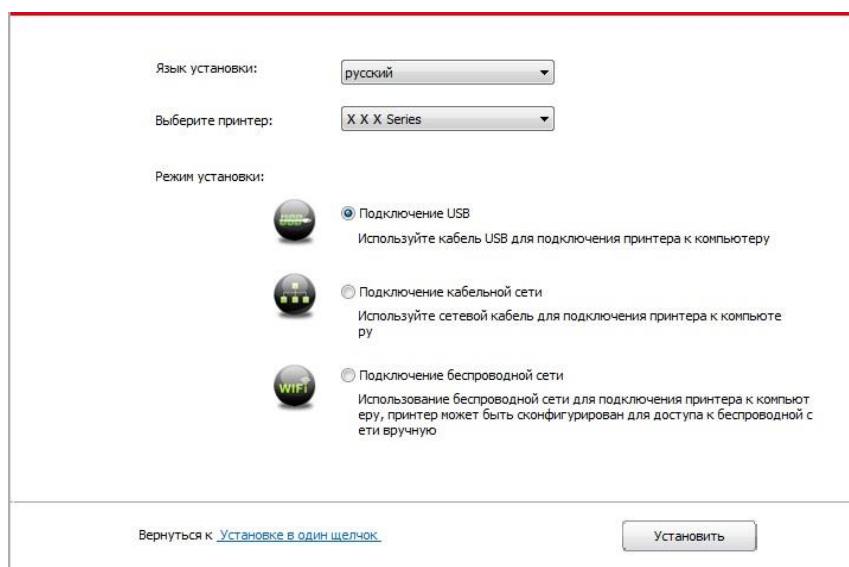 Язык установки: русский
Выберите принтер: X X X Series
Режим установки:
USB
Подключение USB
Используйте кабель USB для подключения принтера к компьютеру
Подключение кабельной сети
Используйте сетевой кабель для подключения принтера к компьюте
ру
WiFi
Подключение беспроводной сети
Использование беспроводной сети для подключения принтера к компьют
еру, принтер может быть сконфигурирован для доступа к беспроводной с
ети вручную
Вернуться к Установке в один щелчок Установить